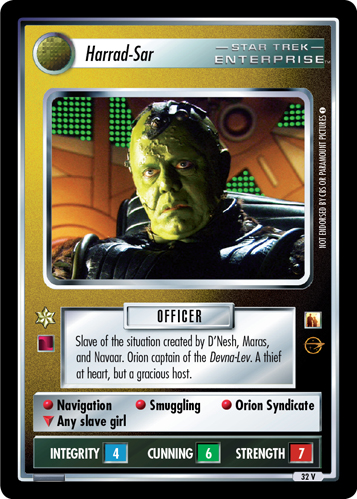 Harrad-Sar
STAR TREK
ENTERPRISE™
NOT ENDORSED BY CBS OR PARAMOUNT PICTURES
OFFICER
Slave of the situation created by D'Nesh, Maras,
and Navaar. Orion captain of the Devna-Lev. A thief
at heart, but a gracious host.
Navigation Smuggling Orion Syndicate
Any slave girl
INTEGRITY 4 CUNNING 6 STRENGTH 7
32 V